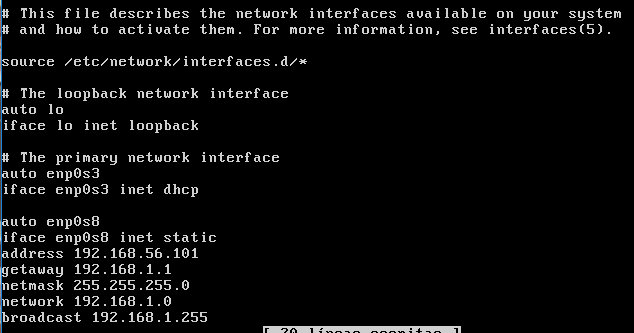 # This file describes the network interfaces available on your system
# and how to activate them. For more information, see interfaces(5).
source /etc/network/interfaces.d/*
# The loopback network interface
auto lo
iface lo inet loopback
# The primary network interface
auto enp0s3
iface enp0s3 inet dhcp
auto enp0s8
iface enp0s8 inet static
address 192.168.56.101
getaway 192.168.1.1
netmask 255.255.255.0
network 192.168.1.0
broadcast 192.168.1.255